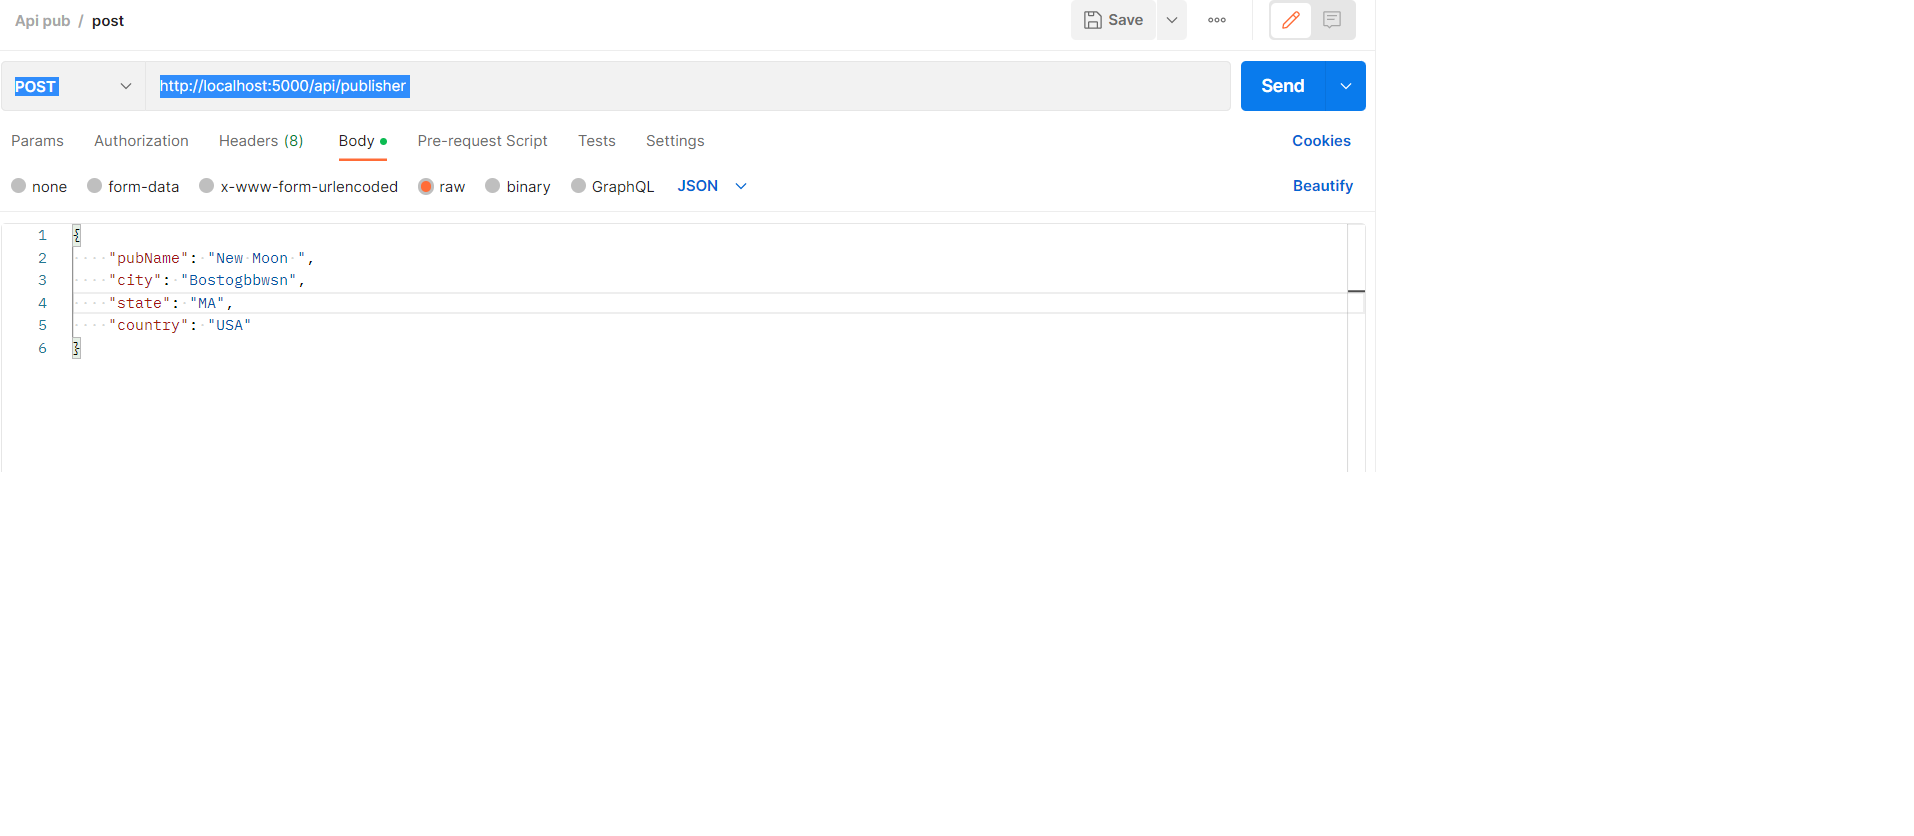 Api pub / post
Save
POST http://localhost:5000/api/publisher Send
Params Authorization Headers (8) Body Pre-request Script Tests Settings Cookies
none form-data x-www-form-urlencoded raw binary GraphQL JSON Beautify
1 {
2 "pubName": "New Moon ",
3 "city": "Bostogbbwsn",
4 "state": "MA",
5 "country": "USA"
6 }